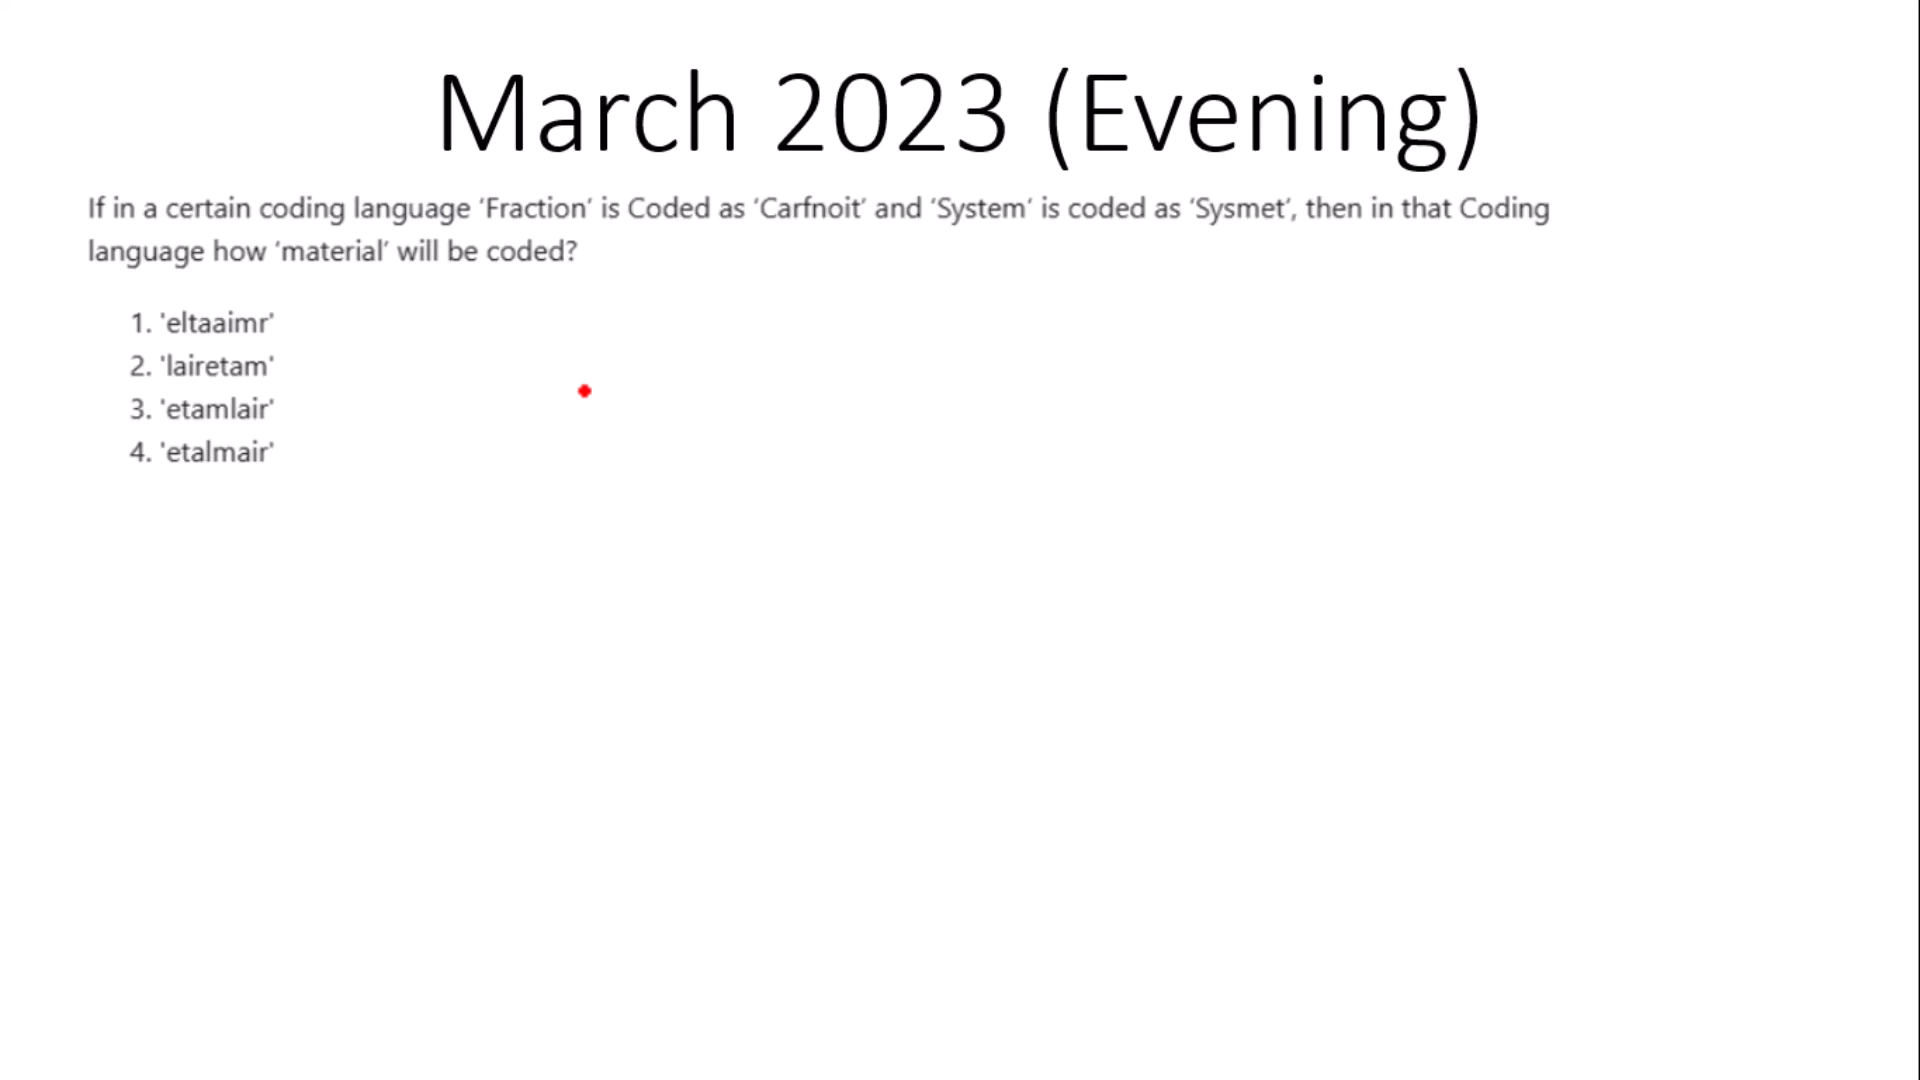 March 2023 (Evening)
If in a certain coding language ‘Fraction’ is Coded as ‘Carfnoit’ and ‘System’ is coded as ‘Sysmet’, then in that Coding
language how ‘material’ will be coded?
1. 'eltaaimr'
2. 'lairetam'
3. 'etamlair'
4. 'etalmair'